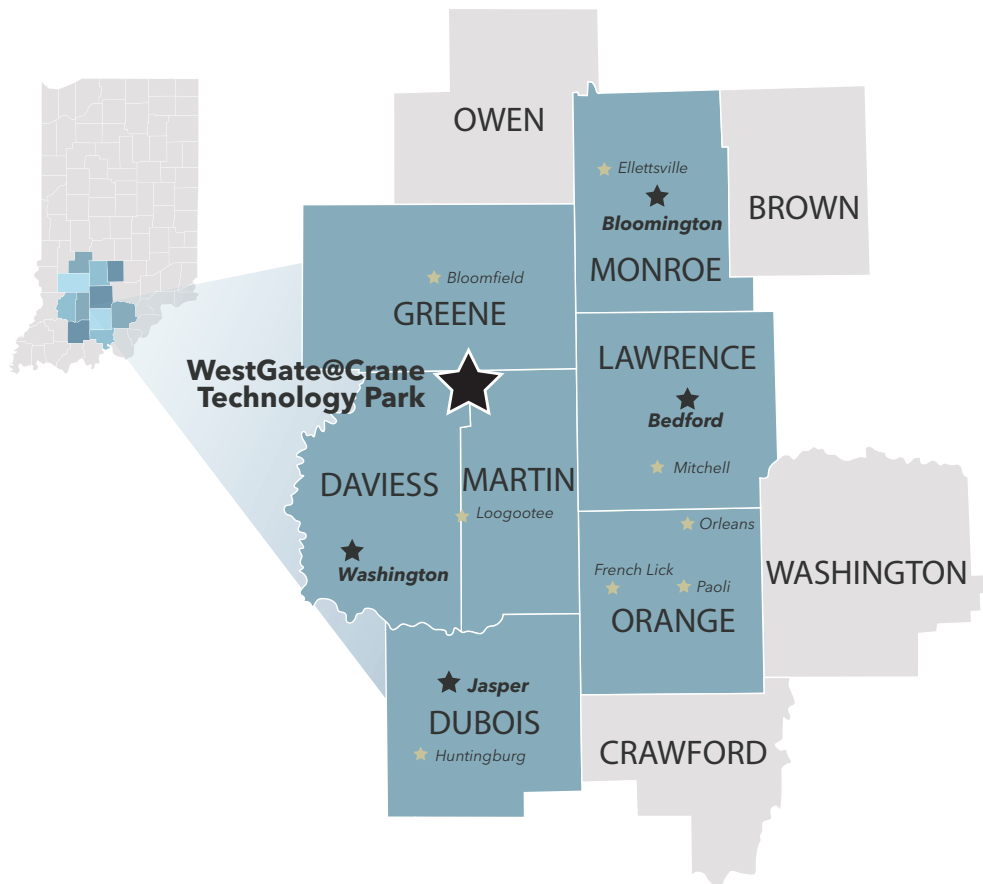 OWEN
Ellettsville
Bloomington
BROWN
MONROE
Bloomfield
GREENE
LAWRENCE
WestGate@Crane
Technology Park
Bedford
Mitchell
DAVIESS
MARTIN
Loogootee
Orleans
Washington
French Lick
Paoli
WASHINGTON
ORANGE
Jasper
DUBOIS
Huntingburg
CRAWFORD